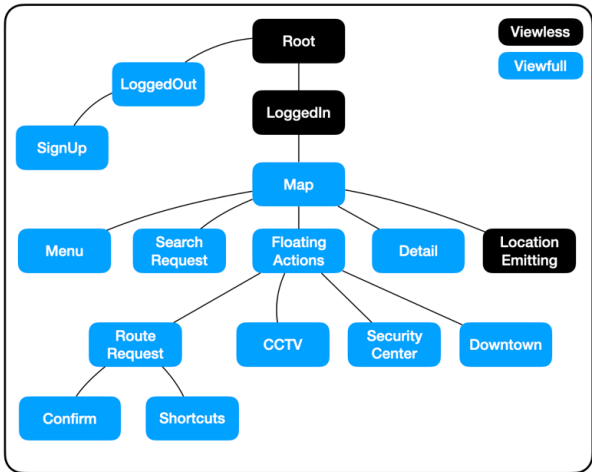 Root
Viewless
Viewfull
LoggedOut
LoggedIn
SignUp
Map
Menu
Search
Request
Floating
Actions
Detail
Location
Emitting
Route
Request
CCTV
Security
Center
Downtown
Confirm
Shortcuts